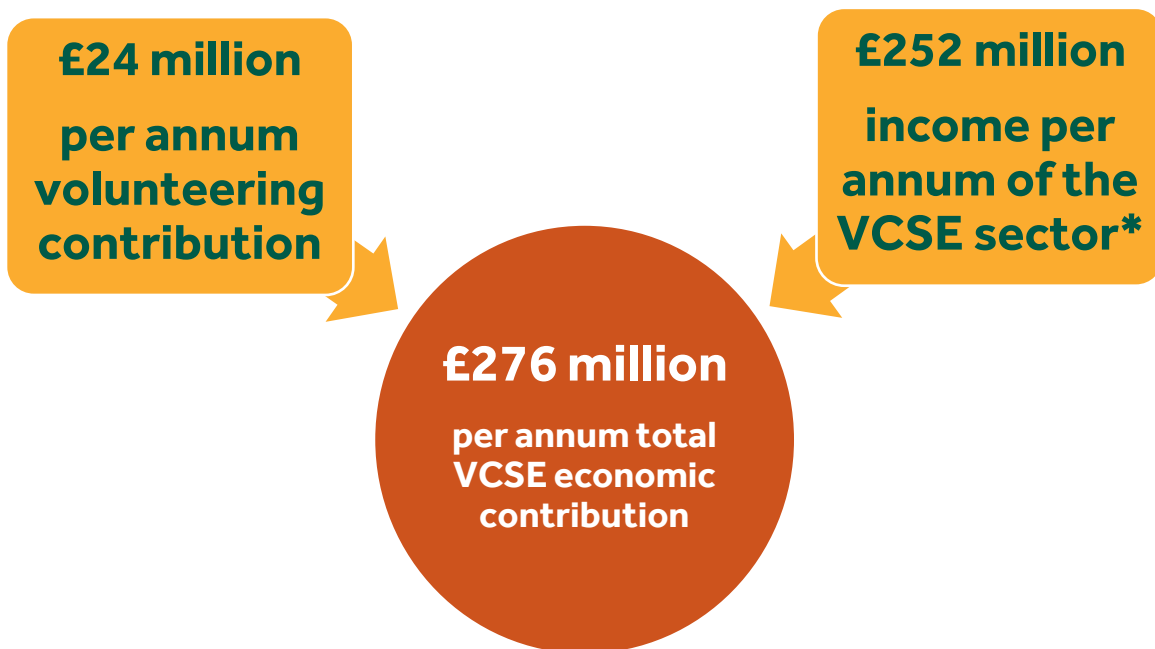 £24 million
per annum
volunteering
contribution
£252 million
income per
annum of the
VCSE sector*
£276 million
per annum total
VCSE economic
contribution